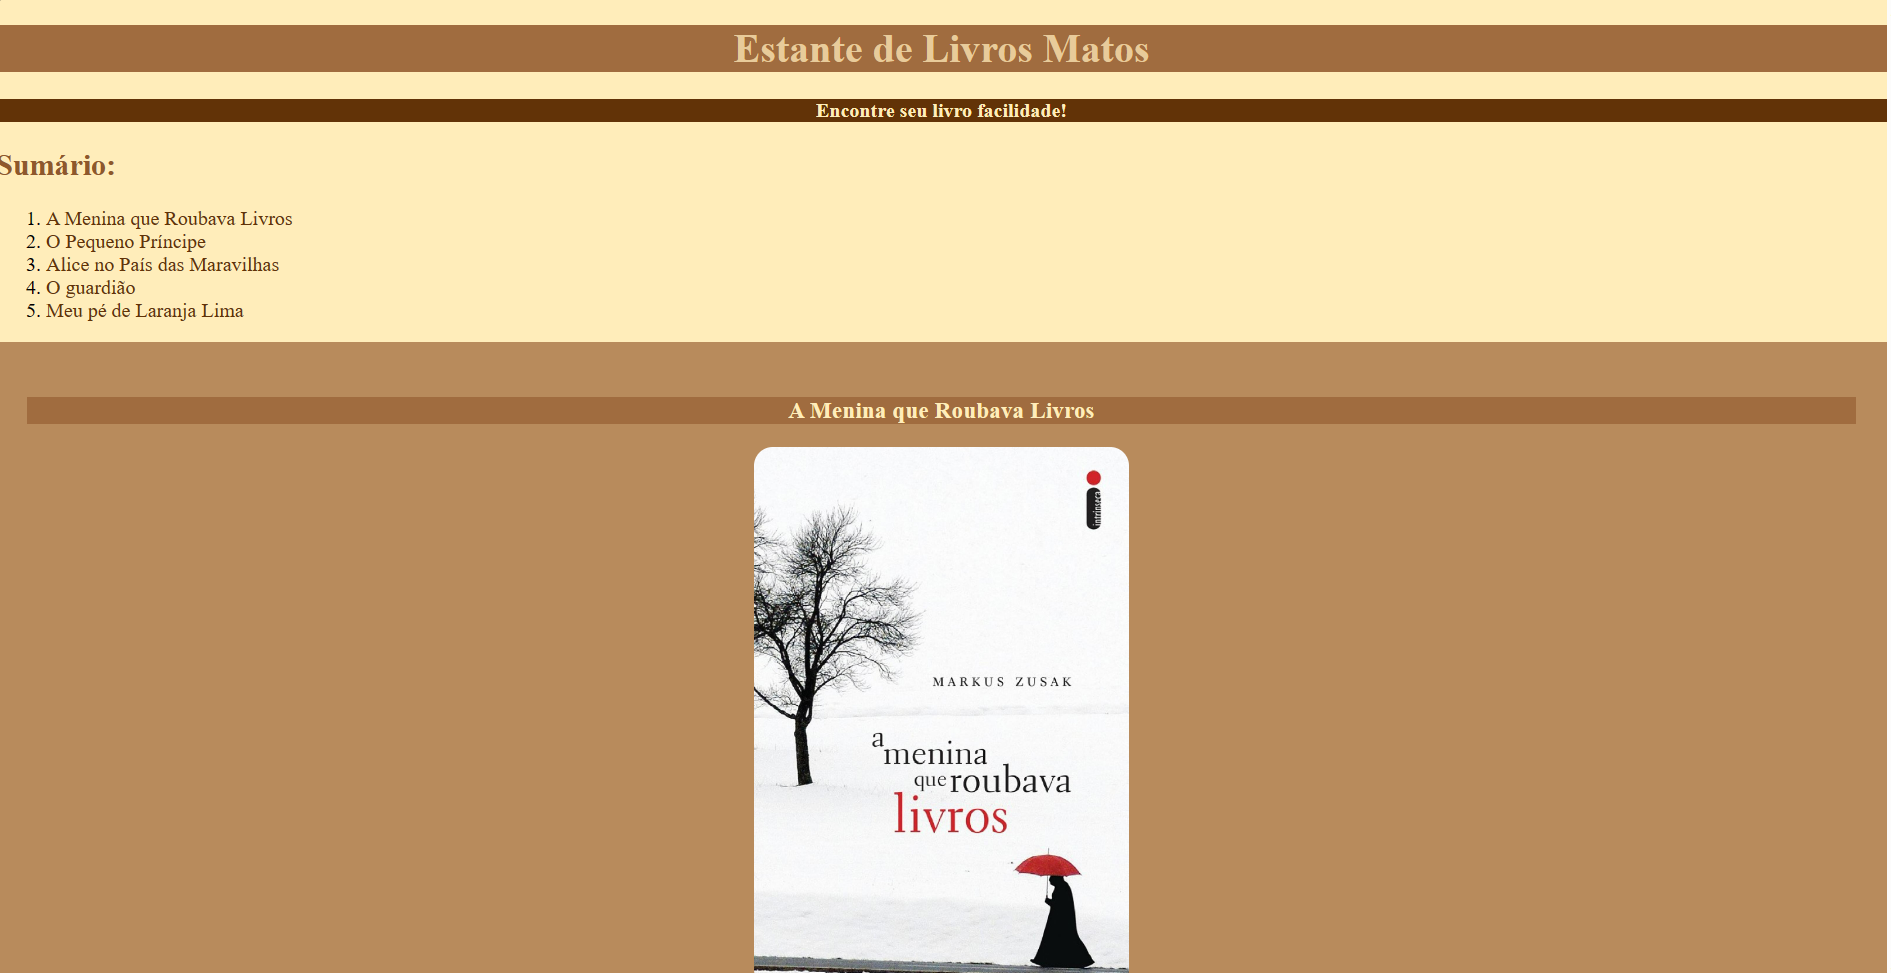 Estante de Livros Matos
Encontre seu livro facilidade!
Sumário:
1. A Menina que Roubava Livros
2. O Pequeno Príncipe
3. Alice no País das Maravilhas
4. O guardião
5. Meu pé de Laranja Lima
A Menina que Roubava Livros
intrínseca
MARKUS ZUSAK
a
menina
que roubava
livros